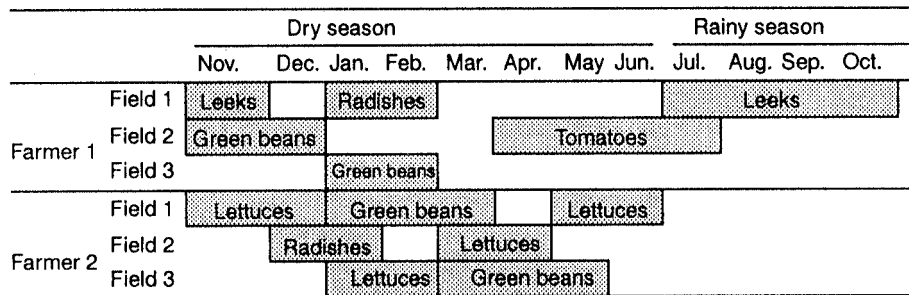 Dry season Rainy season
Nov. Dec. Jan. Feb. Mar. Apr. May Jun. Jul. Aug. Sep. Oct.
Field 1 Leeks Radishes Leeks
Farmer 1 Field 2 Green beans Tomatoes
Field 3 Green beans
Field 1 Lettuces Green beans Lettuces
Farmer 2 Field 2 Radishes Lettuces
Field 3 Lettuces Green beans